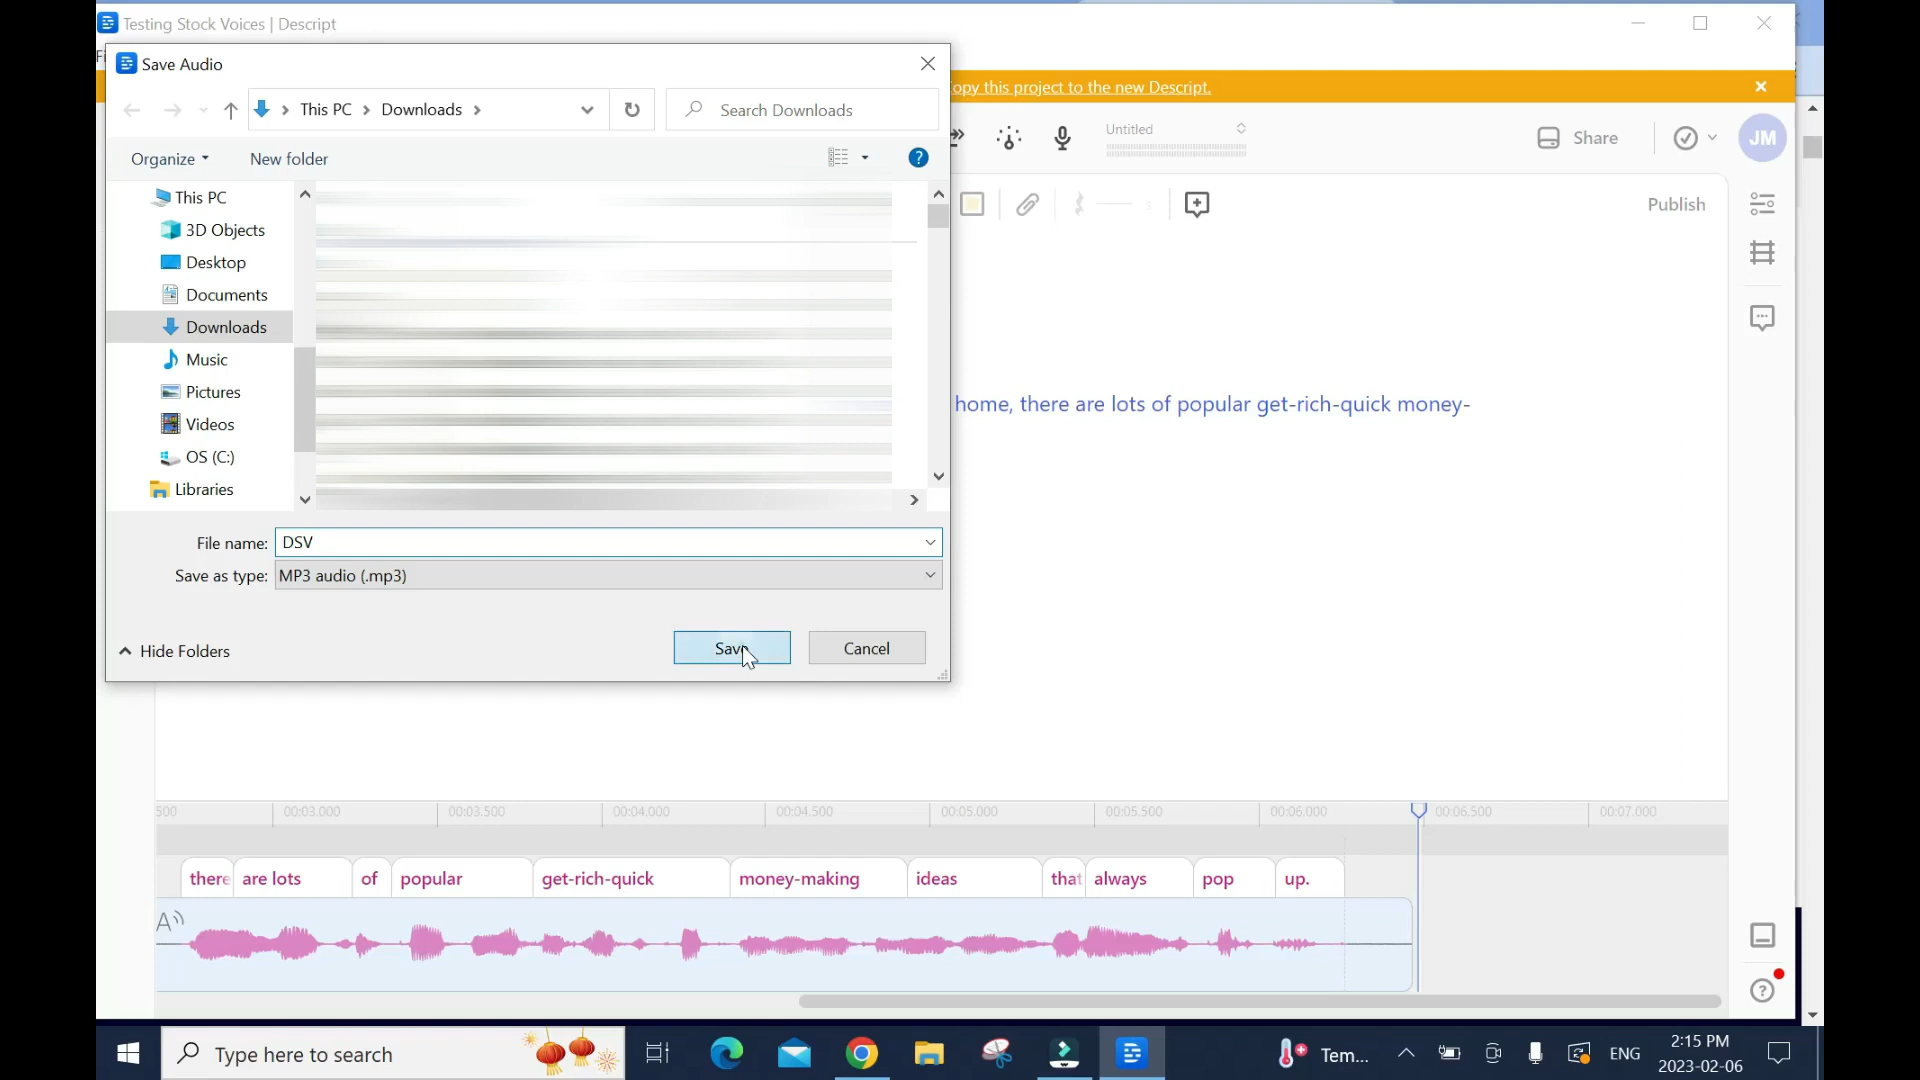 Testing Stock Voices | Descript
Save Audio
opy this project to the new Descript.
This PC
Downloads
Search Downloads
Untitled
Share
JM
Organize
New folder
Publish
This PC
3D Objects
Desktop
Documents
Downloads
Music
Pictures
Videos
OS (C:)
Libraries
home, there are lots of popular get-rich-quick money-
File name: DSV
Save as type: MP3 audio (.mp3)
Hide Folders
Save
Cancel
500 00:03.000 00:03.500 00:04.000 00:04.500 00:05.000 00:05.500 00:06.000 00:06.500 00:07.000
there are lots of popular get-rich-quick money-making ideas that always pop up.
Type here to search
Tem...
ENG
2:15 PM
2023-02-06